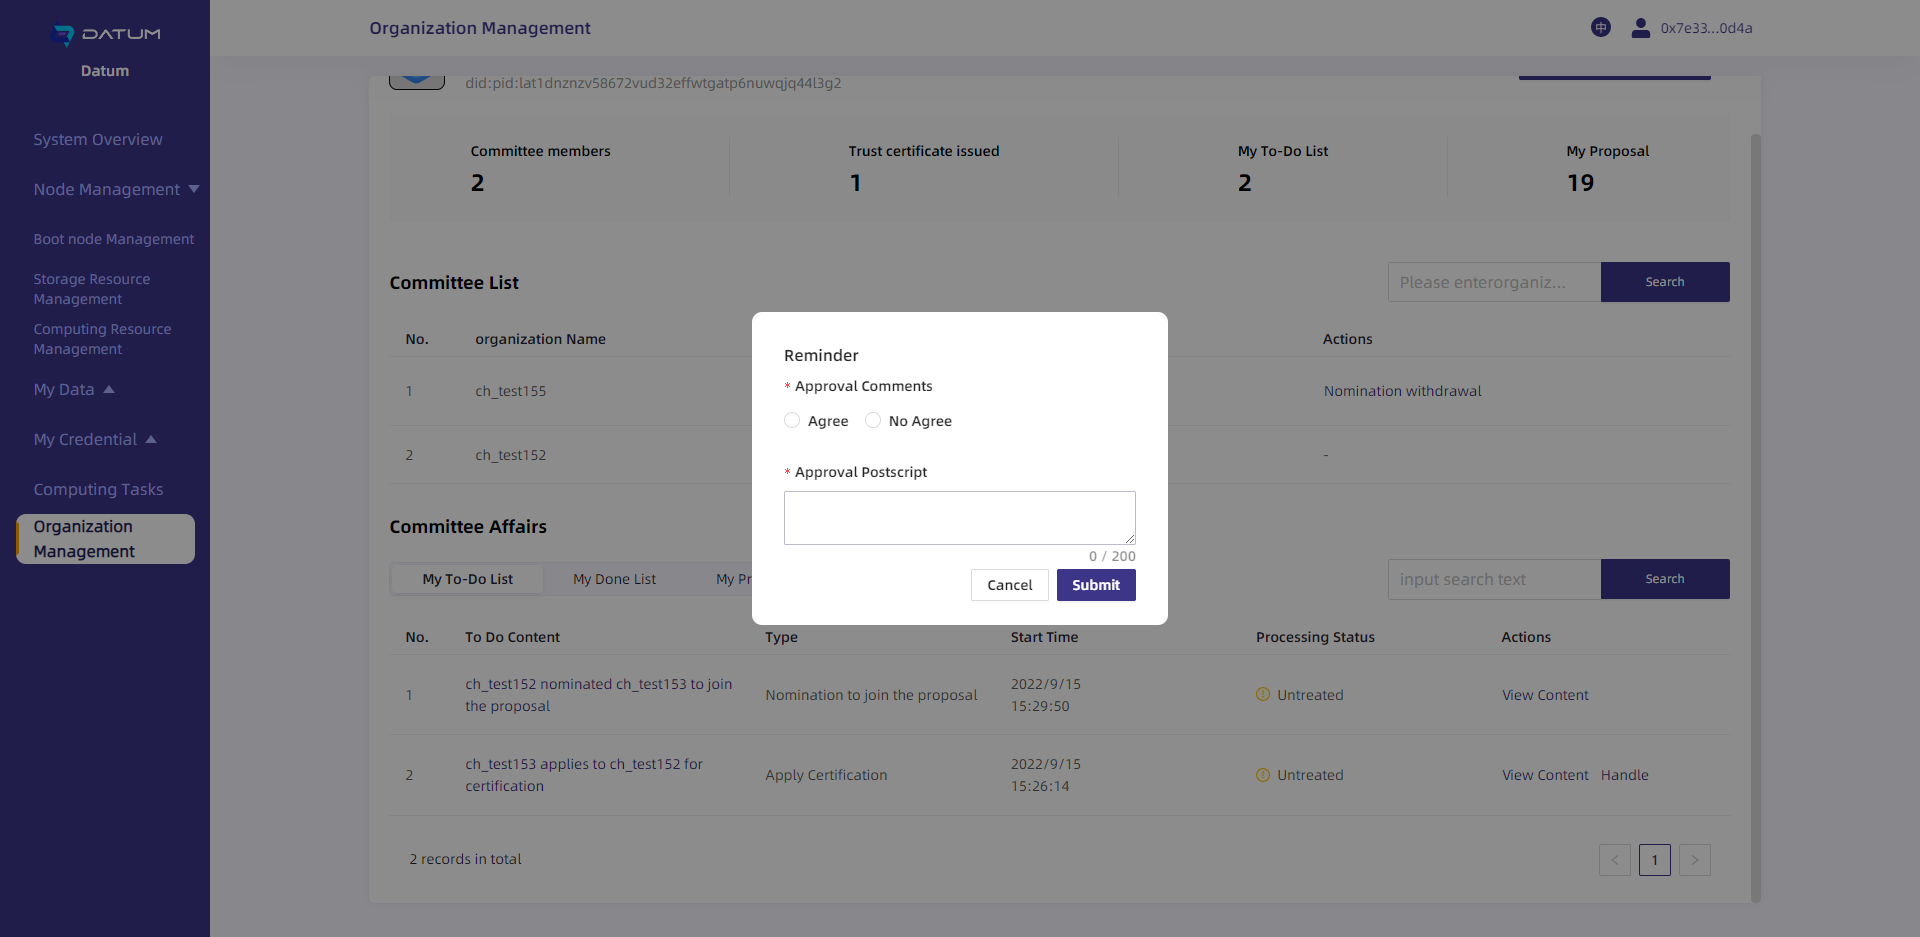 DATUM
Datum
System Overview
Node Management
Boot node Management
Storage Resource
Management
Computing Resource
Management
My Data
My Credential
Computing Tasks
Organization
Management
Organization Management
中
0x7e33...0d4a
did:pid:lat1dnznzv58672vud32effwtgatp6nuwqjq44l3g2
Committee members
2
Trust certificate issued
1
My To-Do List
2
My Proposal
19
Committee List
Please enterorganiz...
Search
No. organization Name Actions
1 ch_test155 Nomination withdrawal
2 ch_test152 -
Reminder
* Approval Comments
Agree No Agree
* Approval Postscript
0 / 200
Cancel Submit
Committee Affairs
My To-Do List My Done List My Pr
input search text
Search
No. To Do Content Type Start Time Processing Status Actions
1 ch_test152 nominated ch_test153 to join
the proposal
Nomination to join the proposal
2022/9/15
15:29:50
Untreated
View Content
2 ch_test153 applies to ch_test152 for
certification
Apply Certification
2022/9/15
15:26:14
Untreated
View Content Handle
2 records in total
< 1 >